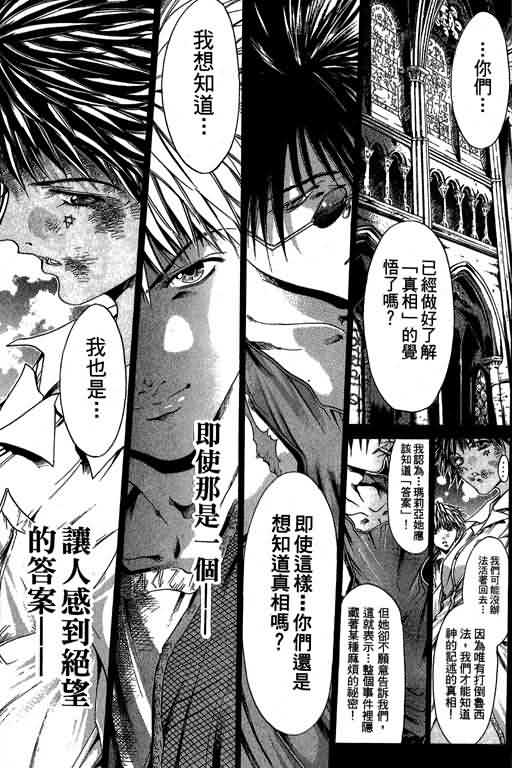 …你們…
已經做好了解
「真相」的覺
悟了嗎？
我們可能沒辦
法活著回去…
因為唯有打倒魯西
法，我們才能知道
神的記述的真相！
我認為…瑪莉亞她應
該知道「答案」！
但她卻不願意告訴我們，
這就表示…整個事件裡隱
藏著某種麻煩的祕密！
即使這樣…你們還是
想知道真相嗎？
我想知道…
即使那是一個——
我也是…
讓人感到絕望
的答案——